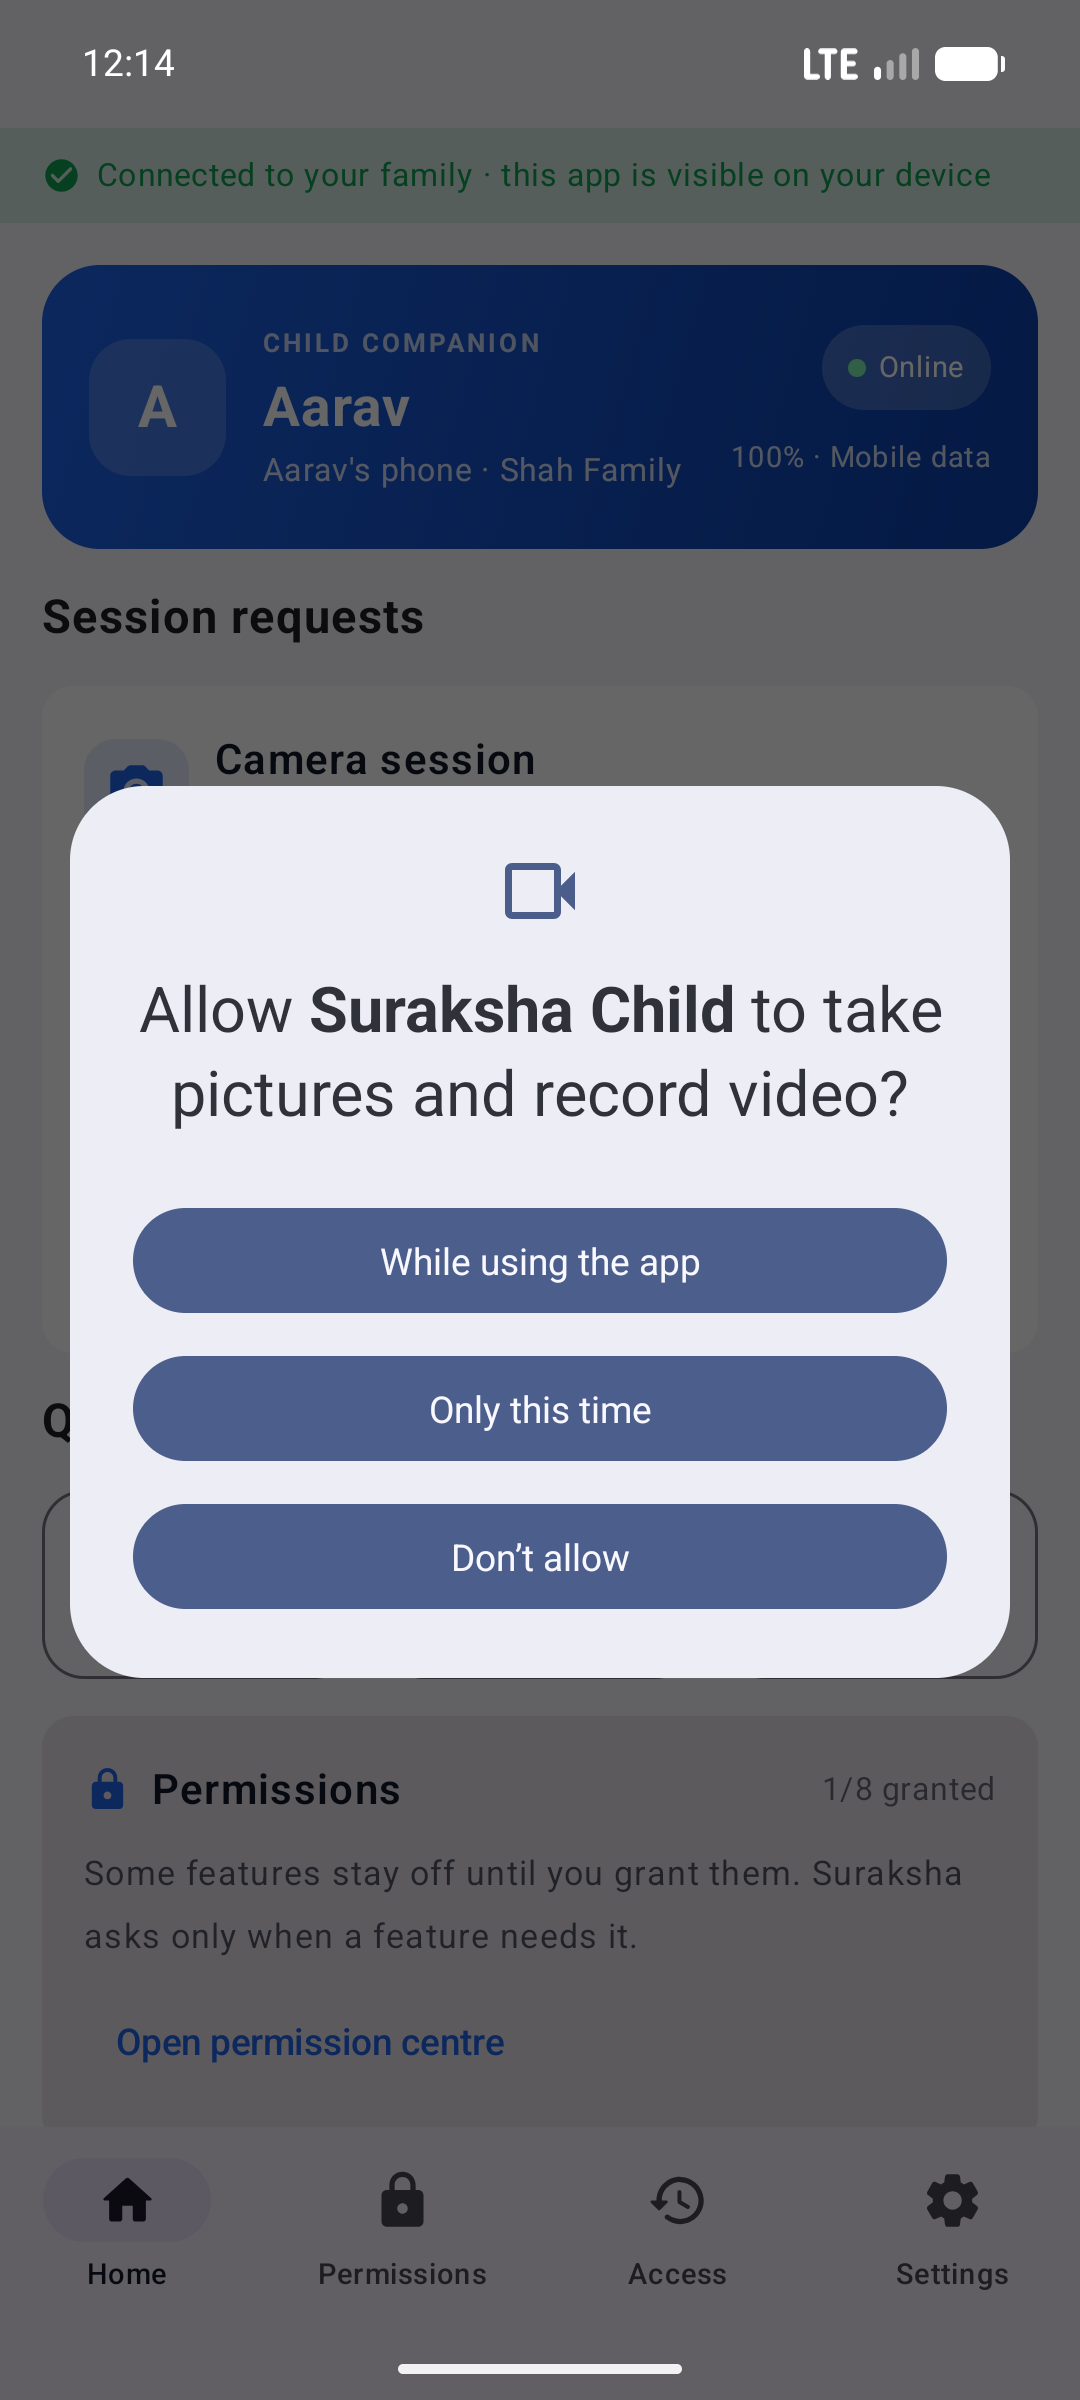 12:14
LTE
Connected to your family · this app is visible on your device
CHILD COMPANION
A
Aarav
Online
Aarav's phone · Shah Family
100% · Mobile data
Session requests
Camera session
Allow Suraksha Child to take
pictures and record video?
While using the app
Only this time
Q
Don’t allow
Permissions
1/8 granted
Some features stay off until you grant them. Suraksha
asks only when a feature needs it.
Open permission centre
Home
Permissions
Access
Settings